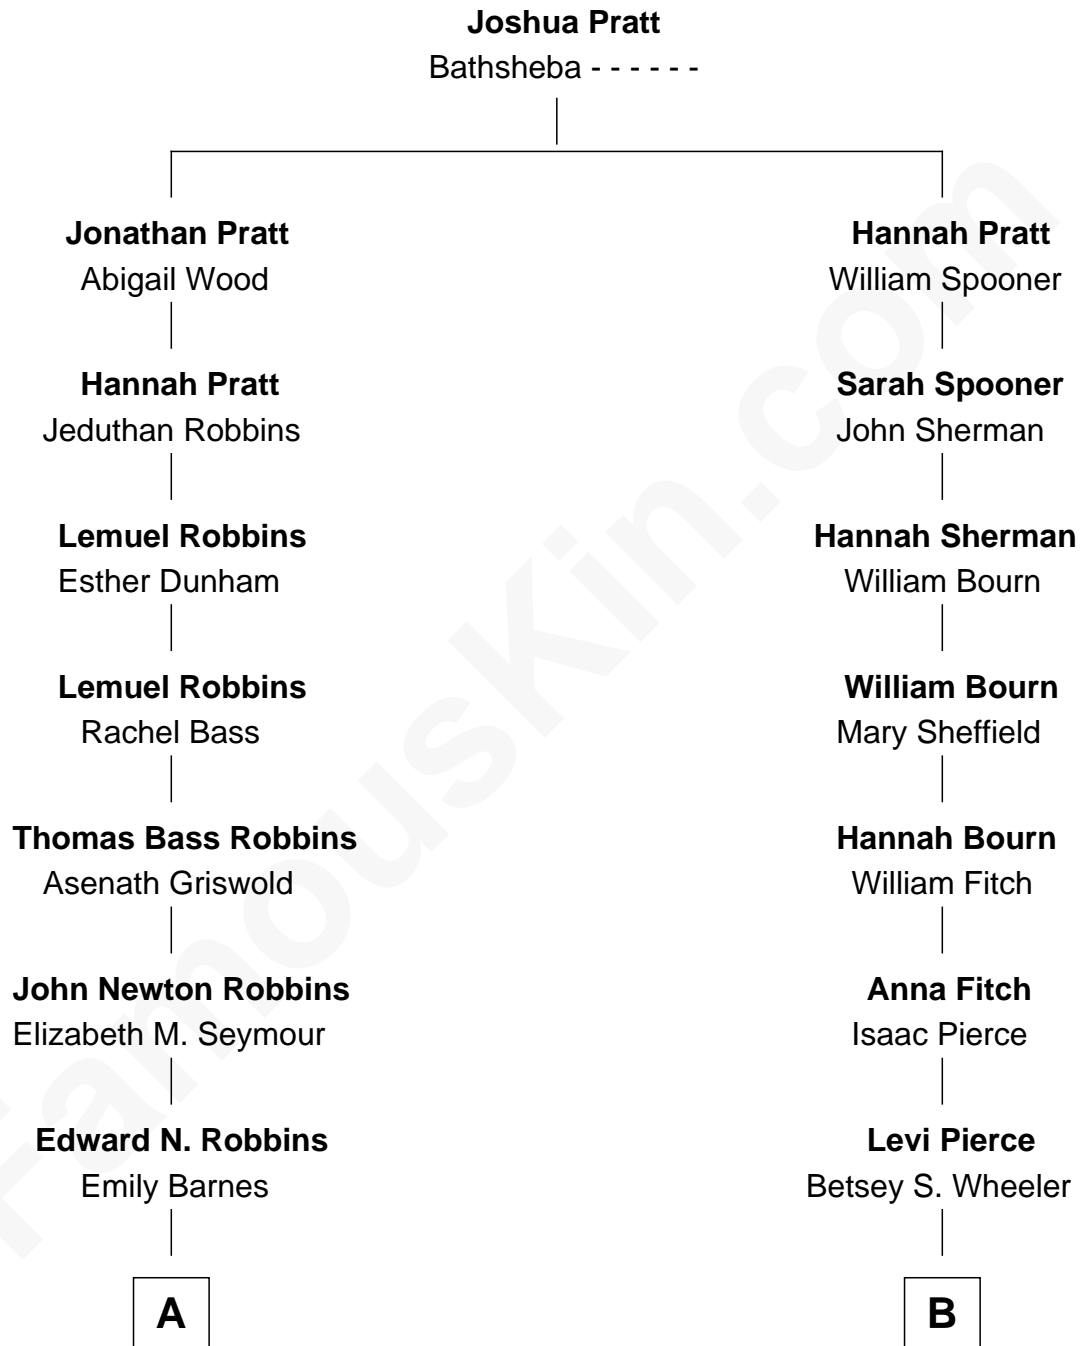 Joshua Pratt
Bathsheba - - - - - -
Jonathan Pratt
Abigail Wood
Hannah Pratt
William Spooner
Hannah Pratt
Jeduthan Robbins
Sarah Spooner
John Sherman
Lemuel Robbins
Esther Dunham
Hannah Sherman
William Bourn
Lemuel Robbins
Rachel Bass
William Bourn
Mary Sheffield
Thomas Bass Robbins
Asenath Griswold
Hannah Bourn
William Fitch
John Newton Robbins
Elizabeth M. Seymour
Anna Fitch
Isaac Pierce
Edward N. Robbins
Emily Barnes
Levi Pierce
Betsey S. Wheeler
A
B
FamousKin.com